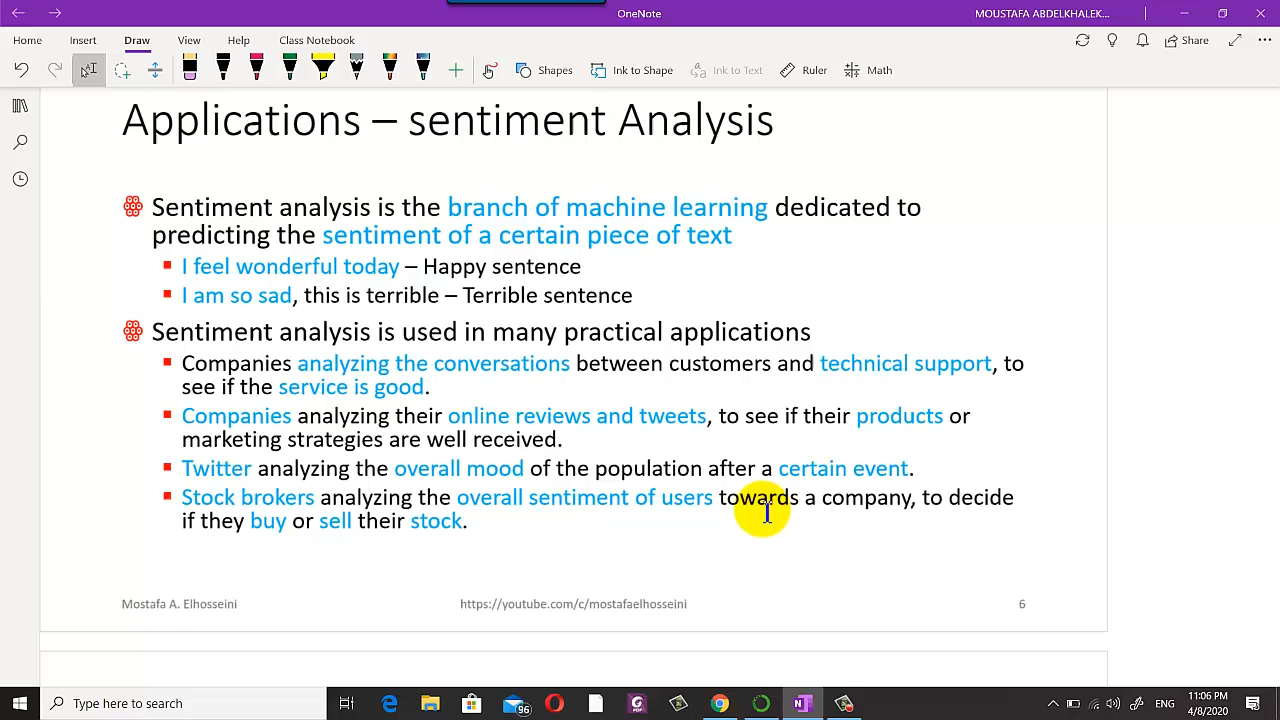 OneNote
MOUSTAFA ABDELKHALEK...
Home Insert Draw View Help Class Notebook
Share
Shapes Ink to Shape Ink to Text Ruler Math
Applications – sentiment Analysis
Sentiment analysis is the branch of machine learning dedicated to
predicting the sentiment of a certain piece of text
I feel wonderful today – Happy sentence
I am so sad, this is terrible – Terrible sentence
Sentiment analysis is used in many practical applications
Companies analyzing the conversations between customers and technical support, to
see if the service is good.
Companies analyzing their online reviews and tweets, to see if their products or
marketing strategies are well received.
Twitter analyzing the overall mood of the population after a certain event.
Stock brokers analyzing the overall sentiment of users towards a company, to decide
if they buy or sell their stock.
Mostafa A. Elhosseini https://youtube.com/c/mostafaelhosseini 6
Type here to search
96
ENG
11:06 PM
4/8/2020